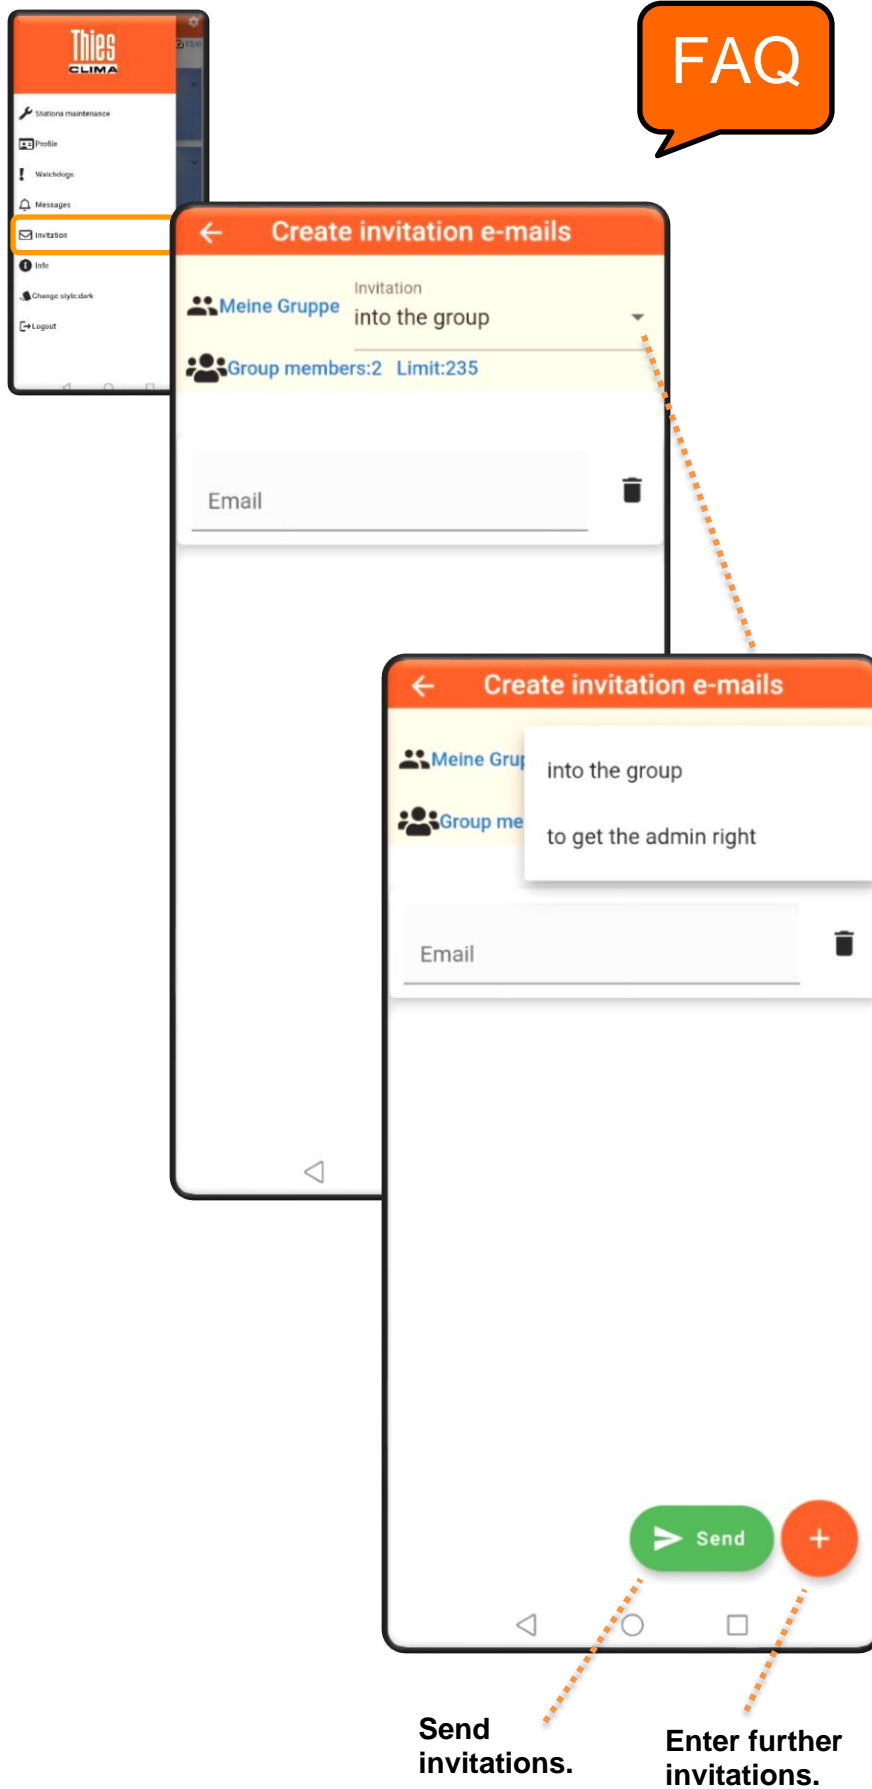 Thies
CLIMA
13/0
Stations maintenance
Profile
Watchdogs
Messages
Invitation
Info
Change style:dark
Logout
FAQ
Create invitation e-mails
Meine Gruppe
Invitation
into the group
Group members:2 Limit:235
Email
Create invitation e-mails
Meine Grup
into the group
Group me
to get the admin right
Email
Send
Send
invitations.
Enter further
invitations.